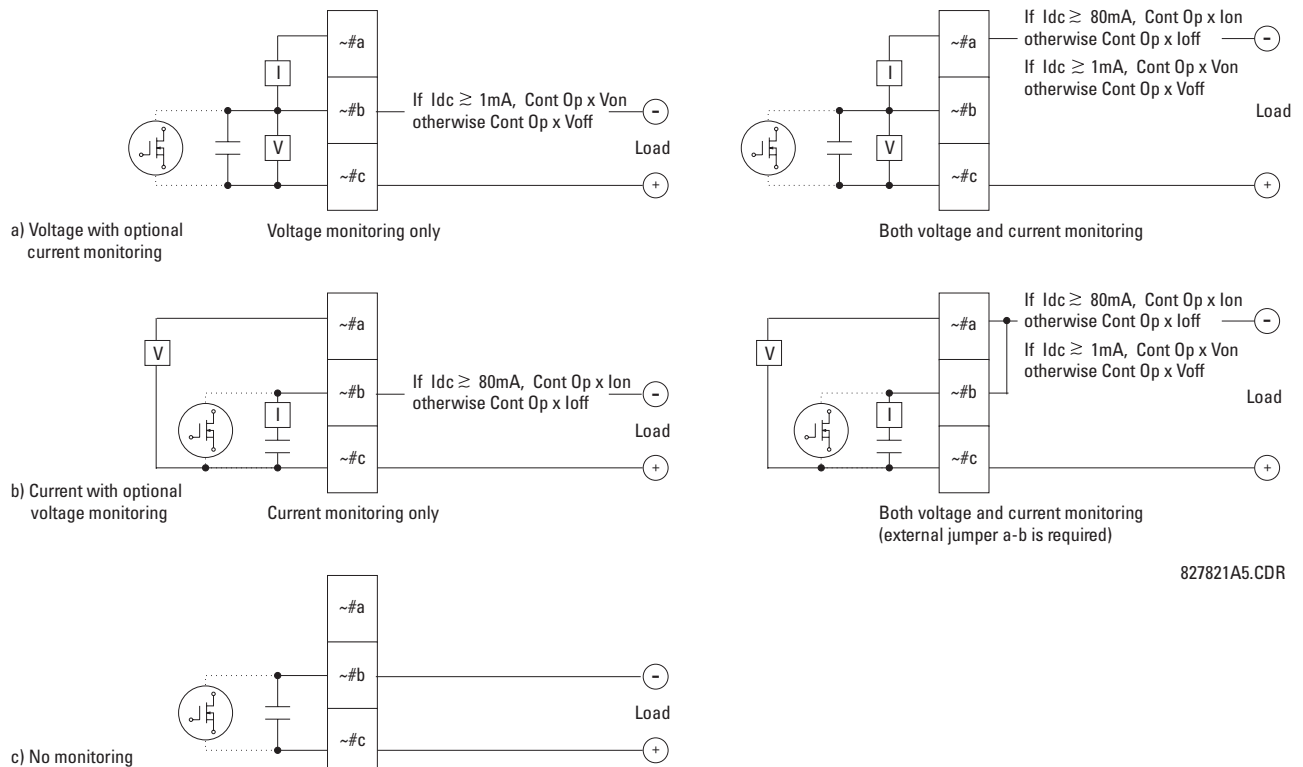 ~#a
I
~#b
V
~#c
If Idc ≳ 1mA, Cont Op x Von
otherwise Cont Op x Voff
-
Load
+
a) Voltage with optional
current monitoring
Voltage monitoring only
~#a
I
~#b
V
~#c
If Idc ≳ 80mA, Cont Op x Ion
otherwise Cont Op x Ioff
-
If Idc ≳ 1mA, Cont Op x Von
otherwise Cont Op x Voff
Load
+
Both voltage and current monitoring
~#a
V
~#b
I
~#c
If Idc ≳ 80mA, Cont Op x Ion
otherwise Cont Op x Ioff
-
Load
+
b) Current with optional
voltage monitoring
Current monitoring only
~#a
V
~#b
I
~#c
If Idc ≳ 80mA, Cont Op x Ion
otherwise Cont Op x Ioff
-
If Idc ≳ 1mA, Cont Op x Von
otherwise Cont Op x Voff
Load
+
Both voltage and current monitoring
(external jumper a-b is required)
827821A5.CDR
~#a
~#b
~#c
-
Load
+
c) No monitoring